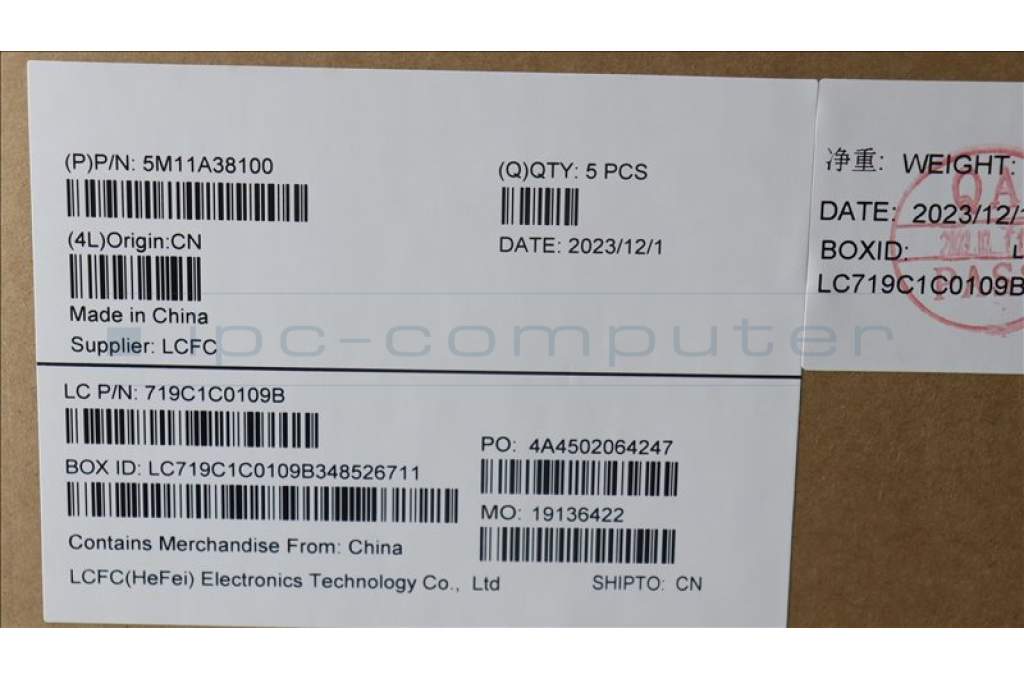 (P)P/N: 5M11A38100
(Q)QTY: 5 PCS
(4L)Origin:CN
DATE: 2023/12/1
Made in China
Supplier: LCFC
LC P/N: 719C1C0109B
PO: 4A4502064247
BOX ID: LC719C1C0109B348526711
MO: 19136422
Contains Merchandise From: China
LCFC(HeFei) Electronics Technology Co., Ltd
SHIPTO: CN
净重: WEIGHT:
DATE: 2023/12/
BOXID:
LC719C1C0109B
QA
PASS
ipc-computer